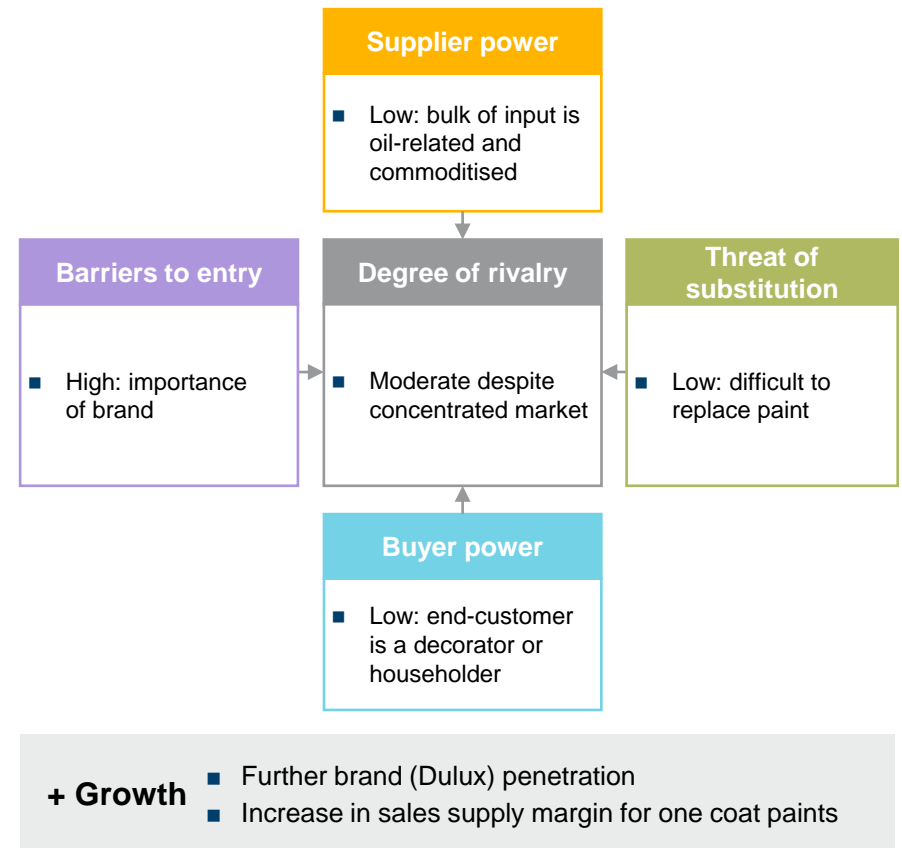 Supplier power
■ Low: bulk of input is
oil-related and
commoditised
Barriers to entry
■ High: importance
of brand
Degree of rivalry
■ Moderate despite
concentrated market
Threat of
substitution
■ Low: difficult to
replace paint
Buyer power
■ Low: end-customer
is a decorator or
householder
+ Growth
■ Further brand (Dulux) penetration
■ Increase in sales supply margin for one coat paints